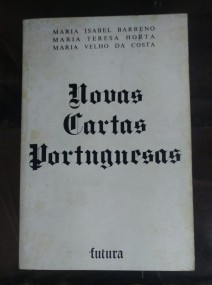 MARIA ISABEL BARRENO
MARIA TERESA HORTA
MARIA VELHO DA COSTA
Novas
Cartas
Portuguesas
futura